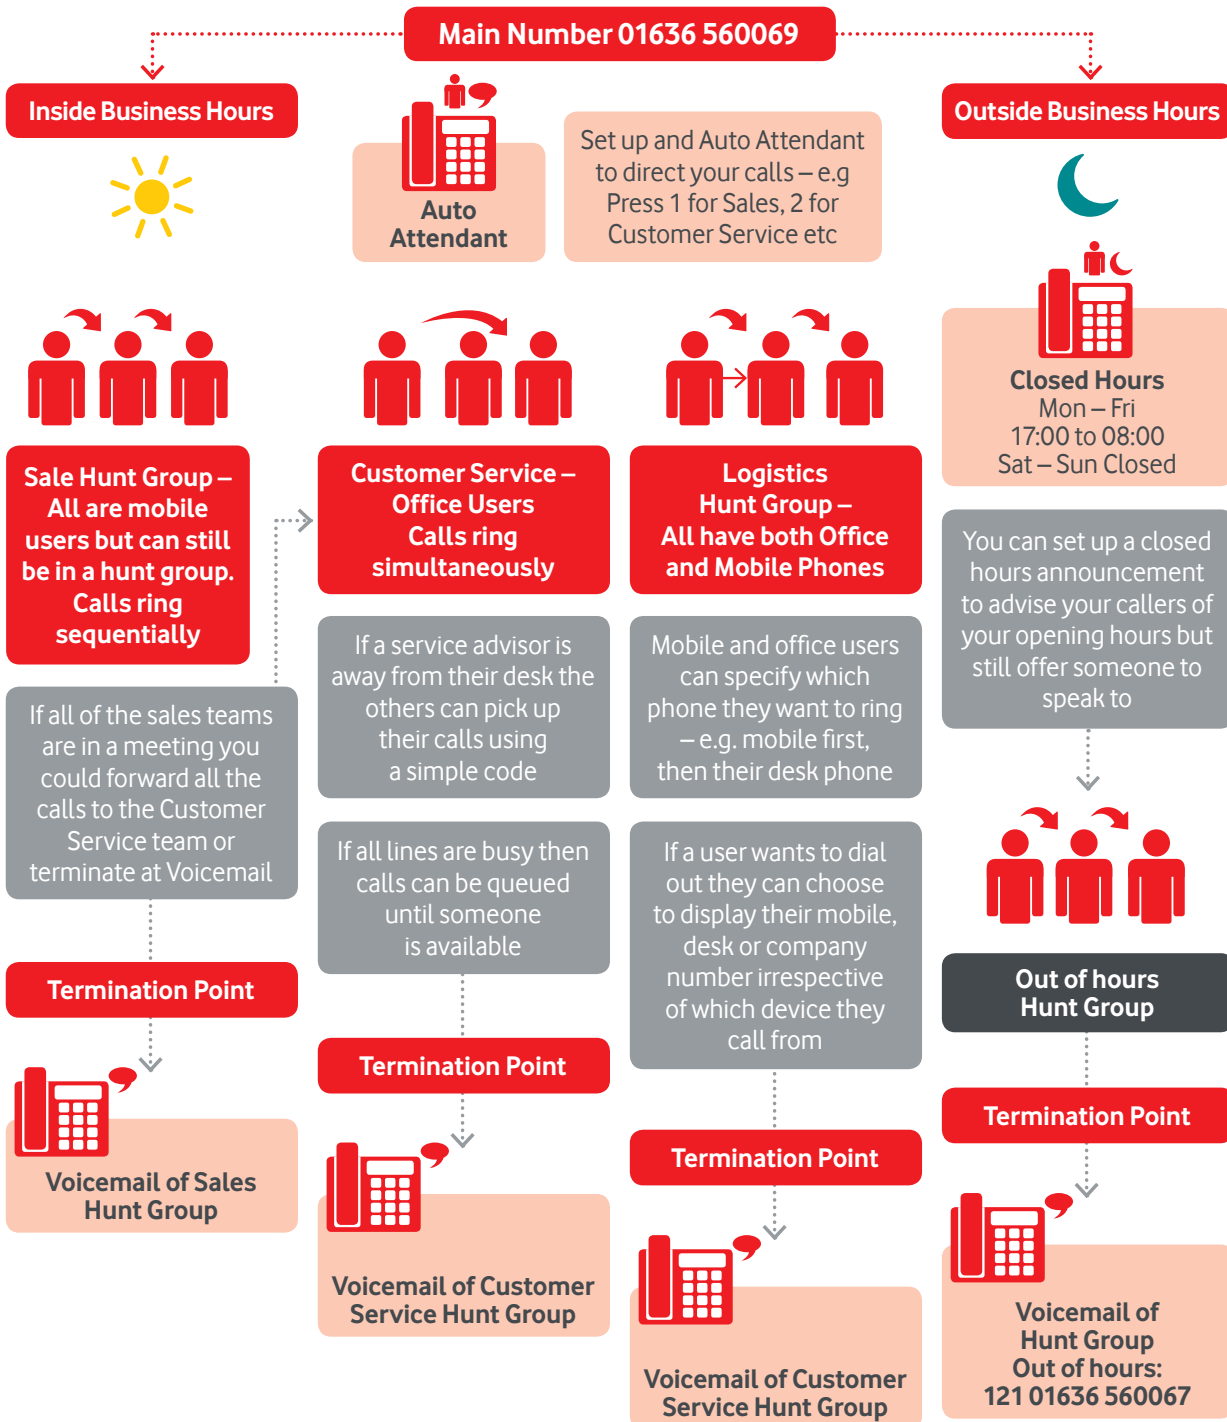 Main Number 01636 560069
Inside Business Hours
Auto
Attendant
Set up and Auto Attendant
to direct your calls – e.g
Press 1 for Sales, 2 for
Customer Service etc
Outside Business Hours
Closed Hours
Mon – Fri
17:00 to 08:00
Sat – Sun Closed
Sale Hunt Group –
All are mobile
users but can still
be in a hunt group.
Calls ring
sequentially
If all of the sales teams
are in a meeting you
could forward all the
calls to the Customer
Service team or
terminate at Voicemail
Termination Point
Voicemail of Sales
Hunt Group
Customer Service –
Office Users
Calls ring
simultaneously
If a service advisor is
away from their desk the
others can pick up
their calls using
a simple code
If all lines are busy then
calls can be queued
until someone
is available
Termination Point
Voicemail of Customer
Service Hunt Group
Logistics
Hunt Group –
All have both Office
and Mobile Phones
Mobile and office users
can specify which
phone they want to ring
– e.g. mobile first,
then their desk phone
If a user wants to dial
out they can choose
to display their mobile,
desk or company
number irrespective
of which device they
call from
Termination Point
Voicemail of Customer
Service Hunt Group
You can set up a closed
hours announcement
to advise your callers of
your opening hours but
still offer someone to
speak to
Out of hours
Hunt Group
Termination Point
Voicemail of
Hunt Group
Out of hours:
121 01636 560067